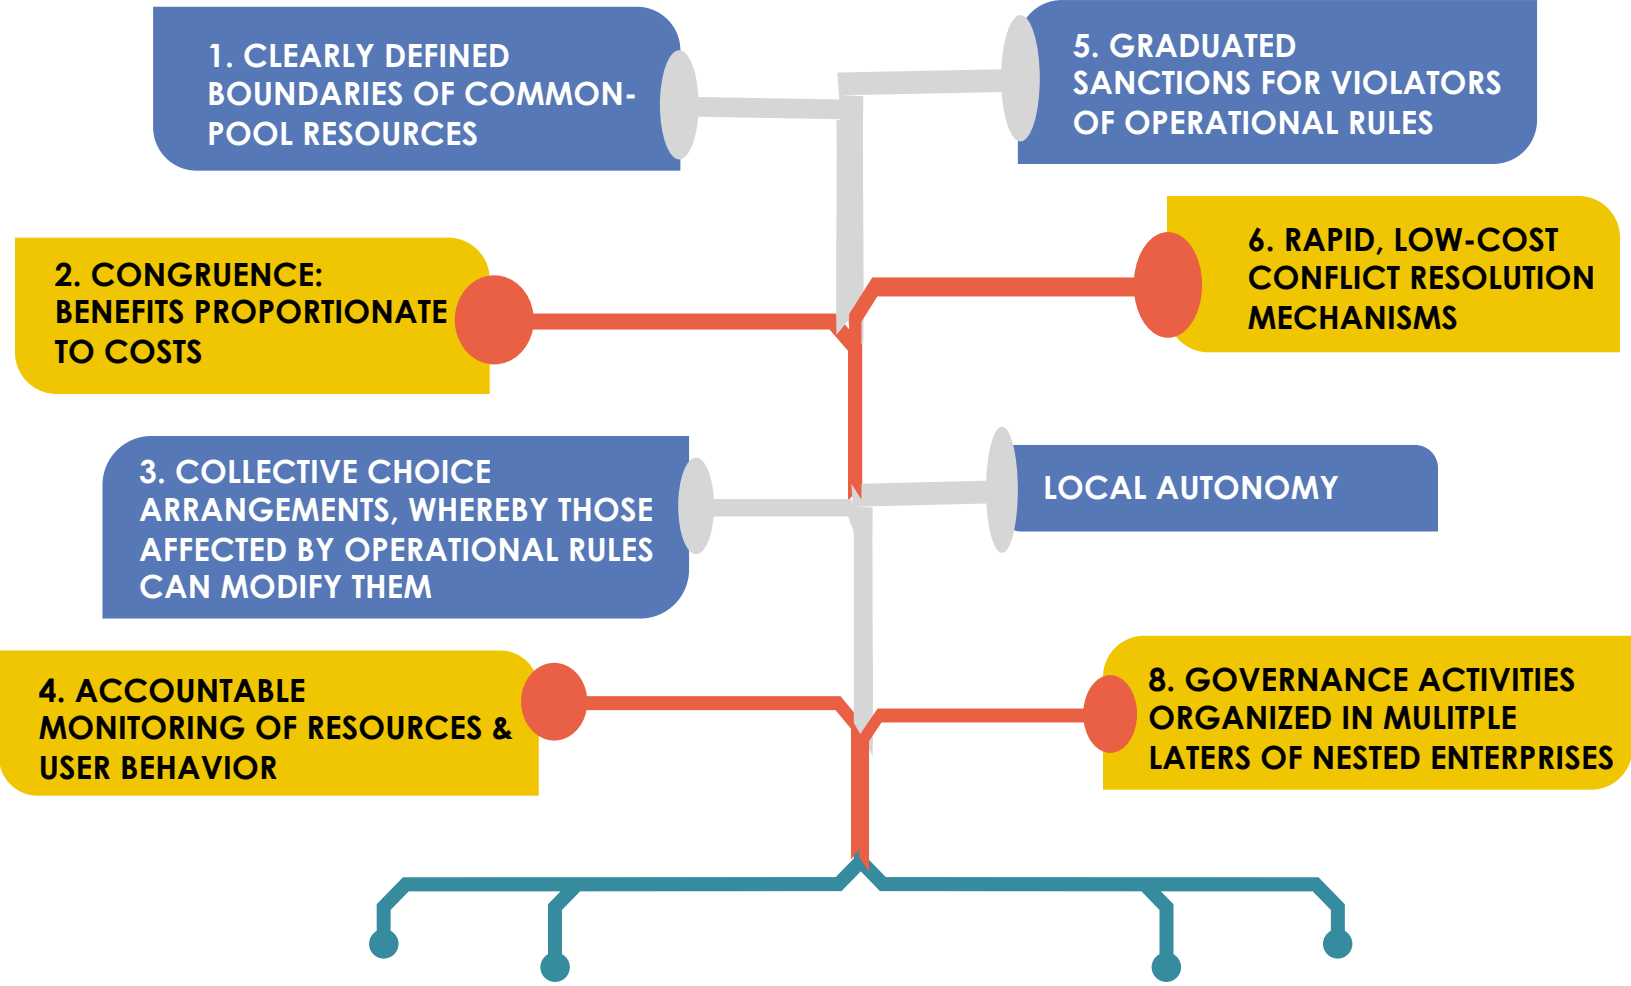 1. CLEARLY DEFINED
BOUNDARIES OF COMMON-
POOL RESOURCES
2. CONGRUENCE:
BENEFITS PROPORTIONATE
TO COSTS
3. COLLECTIVE CHOICE
ARRANGEMENTS, WHEREBY THOSE
AFFECTED BY OPERATIONAL RULES
CAN MODIFY THEM
4. ACCOUNTABLE
MONITORING OF RESOURCES &
USER BEHAVIOR
5. GRADUATED
SANCTIONS FOR VIOLATORS
OF OPERATIONAL RULES
6. RAPID, LOW-COST
CONFLICT RESOLUTION
MECHANISMS
LOCAL AUTONOMY
8. GOVERNANCE ACTIVITIES
ORGANIZED IN MULITPLE
LATERS OF NESTED ENTERPRISES